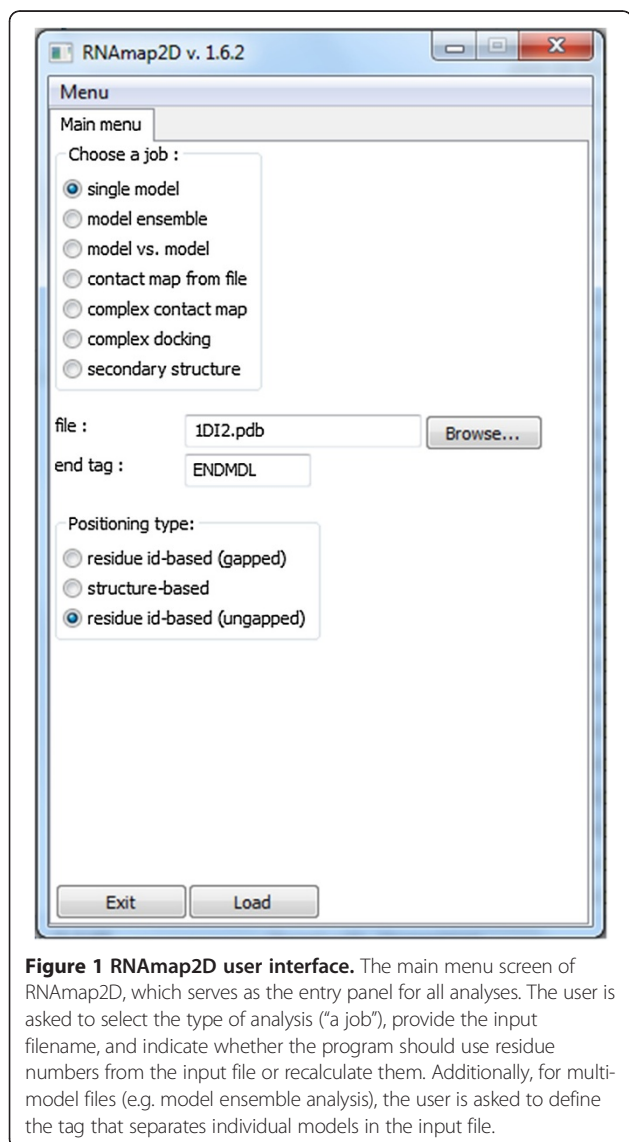 RNAmap2D v. 1.6.2
Menu
Main menu
Choose a job :
single model
model ensemble
model vs. model
contact map from file
complex contact map
complex docking
secondary structure
file :
1DI2.pdb
Browse...
end tag :
ENDMDL
Positioning type:
residue id-based (gapped)
structure-based
residue id-based (ungapped)
Exit
Load
Figure 1 RNAmap2D user interface. The main menu screen of
RNAmap2D, which serves as the entry panel for all analyses. The user is
asked to select the type of analysis (“a job”), provide the input
filename, and indicate whether the program should use residue
numbers from the input file or recalculate them. Additionally, for multi-
model files (e.g. model ensemble analysis), the user is asked to define
the tag that separates individual models in the input file.